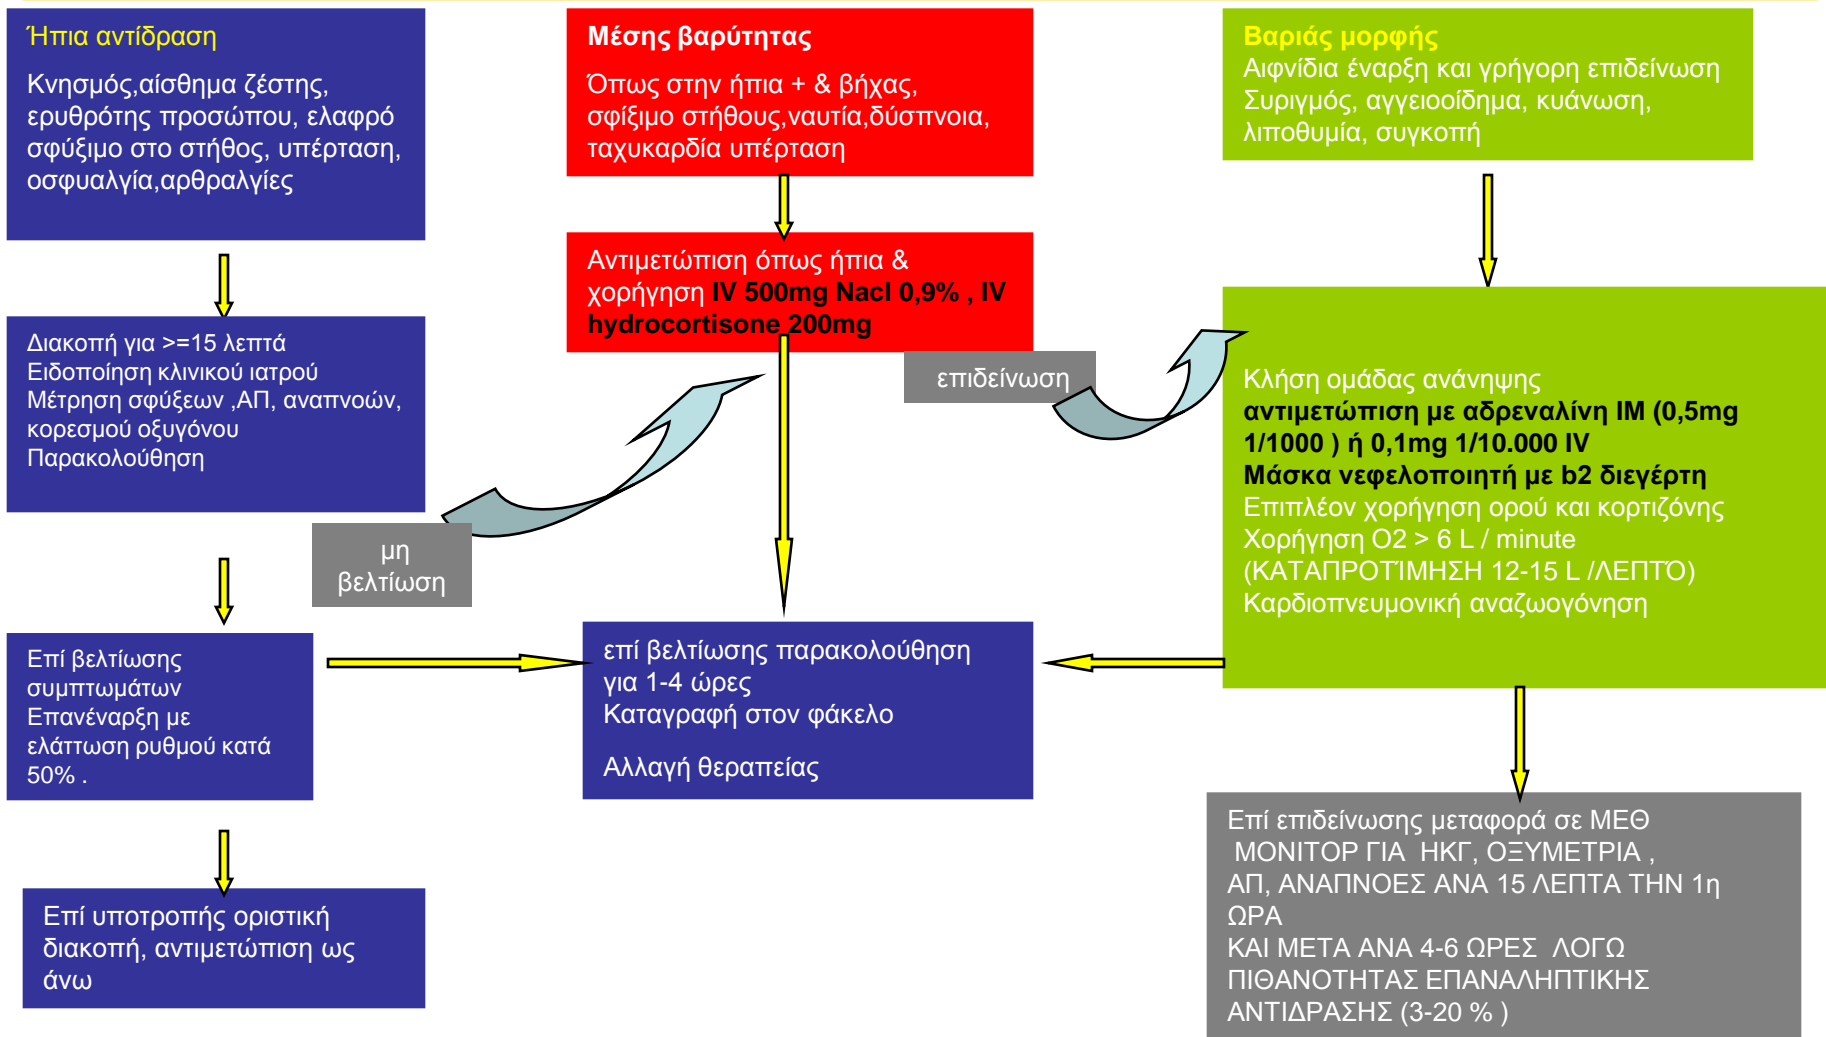 Ήπια αντίδραση
Κνησμός,αίσθημα ζέστης,
ερυθρότης προσώπου, ελαφρό
σφύξιμο στο στήθος, υπέρταση,
οσφυαλγία,αρθραλγίες
Διακοπή για >=15 λεπτά
Ειδοποίηση κλινικού ιατρού
Μέτρηση σφύξεων ,ΑΠ, αναπνοών,
κορεσμού οξυγόνου
Παρακολούθηση
μη
βελτίωση
Επί βελτίωσης
συμπτωμάτων
Επανέναρξη με
ελάττωση ρυθμού κατά
50% .
Επί υποτροπής οριστική
διακοπή, αντιμετώπιση ως
άνω
Μέσης βαρύτητας
Όπως στην ήπια + & βήχας,
σφίξιμο στήθους,ναυτία,δύσπνοια,
ταχυκαρδία υπέρταση
Αντιμετώπιση όπως ήπια &
χορήγηση IV 500mg Nacl 0,9% , IV
hydrocortisone 200mg
επιδείνωση
επί βελτίωσης παρακολούθηση
για 1-4 ώρες
Καταγραφή στον φάκελο
Αλλαγή θεραπείας
Βαριάς μορφής
Αιφνίδια έναρξη και γρήγορη επιδείνωση
Συριγμός, αγγειοοίδημα, κυάνωση,
λιποθυμία, συγκοπή
Κλήση ομάδας ανάνηψης
αντιμετώπιση με αδρεναλίνη IM (0,5mg
1/1000 ) ή 0,1mg 1/10.000 IV
Μάσκα νεφελοποιητή με b2 διεγέρτη
Επιπλέον χορήγηση ορού και κορτιζόνης
Χορήγηση Ο2 > 6 L / minute
(ΚΑΤΑΠΡΟΤΊΜΗΣΗ 12-15 L /ΛΕΠΤΌ)
Καρδιοπνευμονική αναζωογόνηση
Επί επιδείνωσης μεταφορά σε ΜΕΘ
ΜΟΝΙΤΟΡ ΓΙΑ ΗΚΓ, ΟΞΥΜΕΤΡΙΑ ,
ΑΠ, ΑΝΑΠΝΟΕΣ ΑΝΑ 15 ΛΕΠΤΑ ΤΗΝ 1η
ΩΡΑ
ΚΑΙ ΜΕΤΑ ΑΝΑ 4-6 ΩΡΕΣ ΛΟΓΩ
ΠΙΘΑΝΟΤΗΤΑΣ ΕΠΑΝΑΛΗΠΤΙΚΗΣ
ΑΝΤΙΔΡΑΣΗΣ (3-20 % )